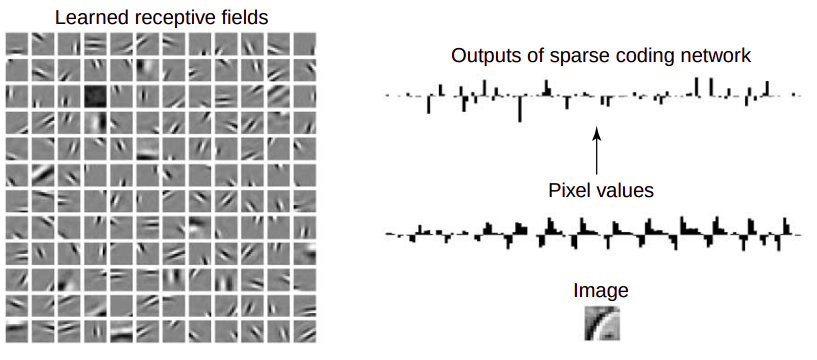 Learned receptive fields
Outputs of sparse coding network
Pixel values
Image